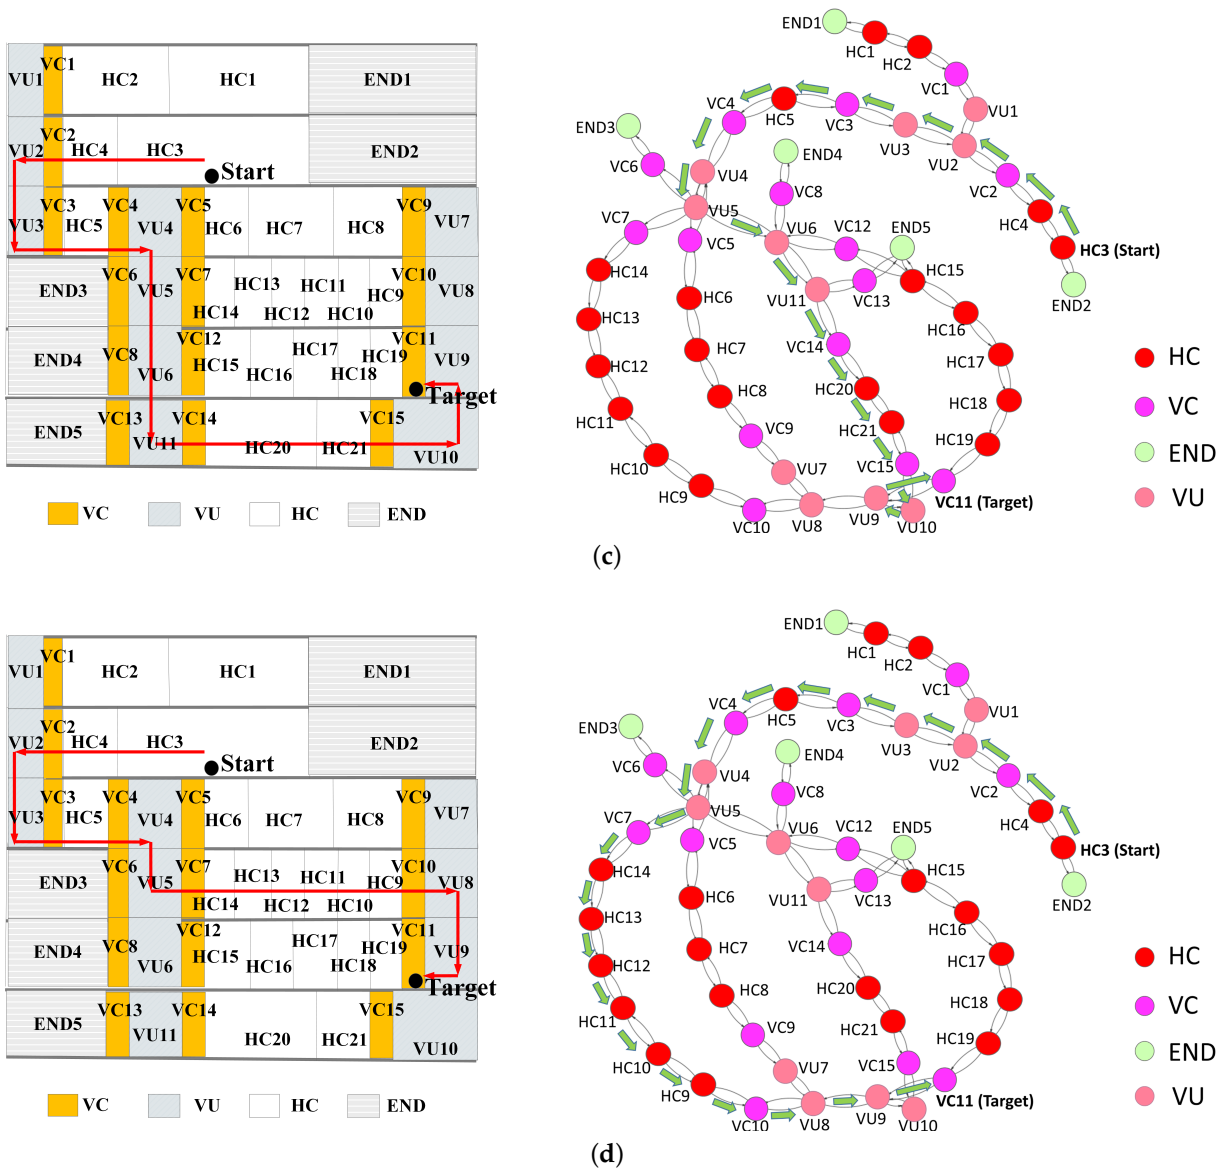 VU1 VC1 HC2 HC1 END1
VU2 VC2 HC4 HC3 END2
Start
VU3 VC3 HC5 VC4 VU4 VC5 HC6 HC7 HC8 VC9 VU7
END3 VC6 VU5 VC7 HC14 HC13 HC12 HC11 HC10 HC9 VC10 VU8
END4 VC8 VU6 VC12 HC15 HC16 HC17 HC18 HC19 VC11 VU9
Target
END5 VC13 VU11 VC14 HC20 HC21 VC15 VU10
VC VU HC END
END1
HC1
HC2
VC1
VU1
VC4
HC5
VC3
VU3
VU2
END3
VC6
VU4
END4
VC8
VC2
HC4
HC3 (Start)
END2
VC7
VU5
VC5
VU6
VC12
END5
HC14
HC6
VU11
VC13
HC15
HC13
HC7
VC14
HC16
HC12
HC8
HC20
HC17
HC11
VC9
HC21
HC18
HC10
VU7
VC15
HC19
HC9
VC10
VU8
VU9
VU10
VC11 (Target)
HC
VC
END
VU
(c)
VU1 VC1 HC2 HC1 END1
VU2 VC2 HC4 HC3 END2
Start
VU3 VC3 HC5 VC4 VU4 VC5 HC6 HC7 HC8 VC9 VU7
END3 VC6 VU5 VC7 HC14 HC13 HC12 HC11 HC10 HC9 VC10 VU8
END4 VC8 VU6 VC12 HC15 HC16 HC17 HC18 HC19 VC11 VU9
Target
END5 VC13 VU11 VC14 HC20 HC21 VC15 VU10
VC VU HC END
END1
HC1
HC2
VC1
VU1
VC4
HC5
VC3
VU3
VU2
END3
VC6
VU4
END4
VC8
VC2
HC4
HC3 (Start)
END2
VC7
VU5
VC5
VU6
VC12
END5
HC14
HC6
VU11
VC13
HC15
HC13
HC7
VC14
HC16
HC12
HC8
HC20
HC17
HC11
VC9
HC21
HC18
HC10
VU7
VC15
HC19
HC9
VC10
VU8
VU9
VU10
VC11 (Target)
HC
VC
END
VU
(d)